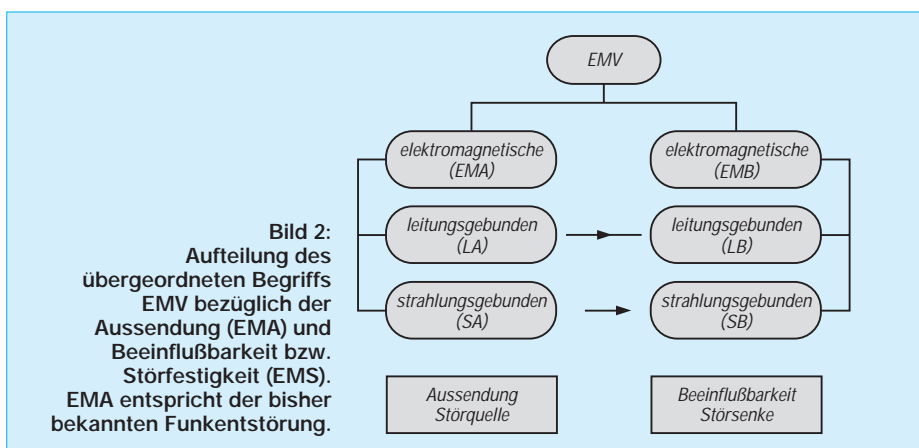 EMV
elektromagnetische
(EMA)
elektromagnetische
(EMB)
leitungsgebunden
(LA)
leitungsgebunden
(LB)
strahlungsgebunden
(SA)
strahlungsgebunden
(SB)
Aussendung
Störquelle
Beeinflußbarkeit
Störsenke
Bild 2:
Aufteilung des
übergeordneten Begriffs
EMV bezüglich der
Aussendung (EMA) und
Beeinflußbarkeit bzw.
Störfestigkeit (EMS).
EMA entspricht der bisher
bekannten Funkentstörung.